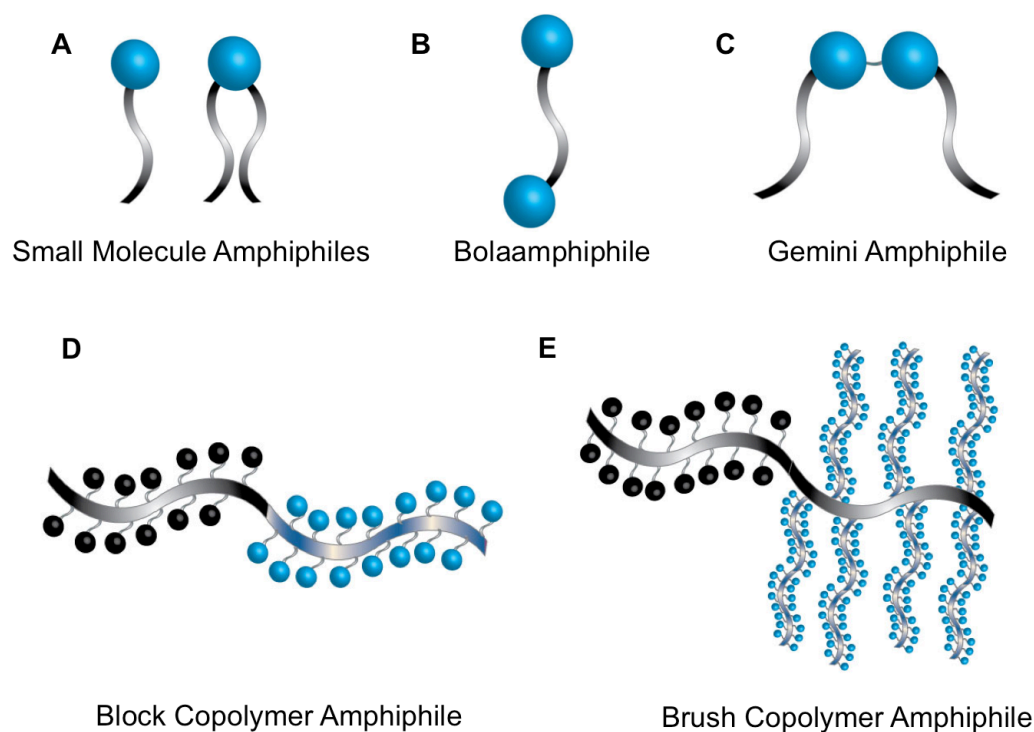 A
B
C
Small Molecule Amphiphiles
Bolaamphiphile
Gemini Amphiphile
D
E
Block Copolymer Amphiphile
Brush Copolymer Amphiphile